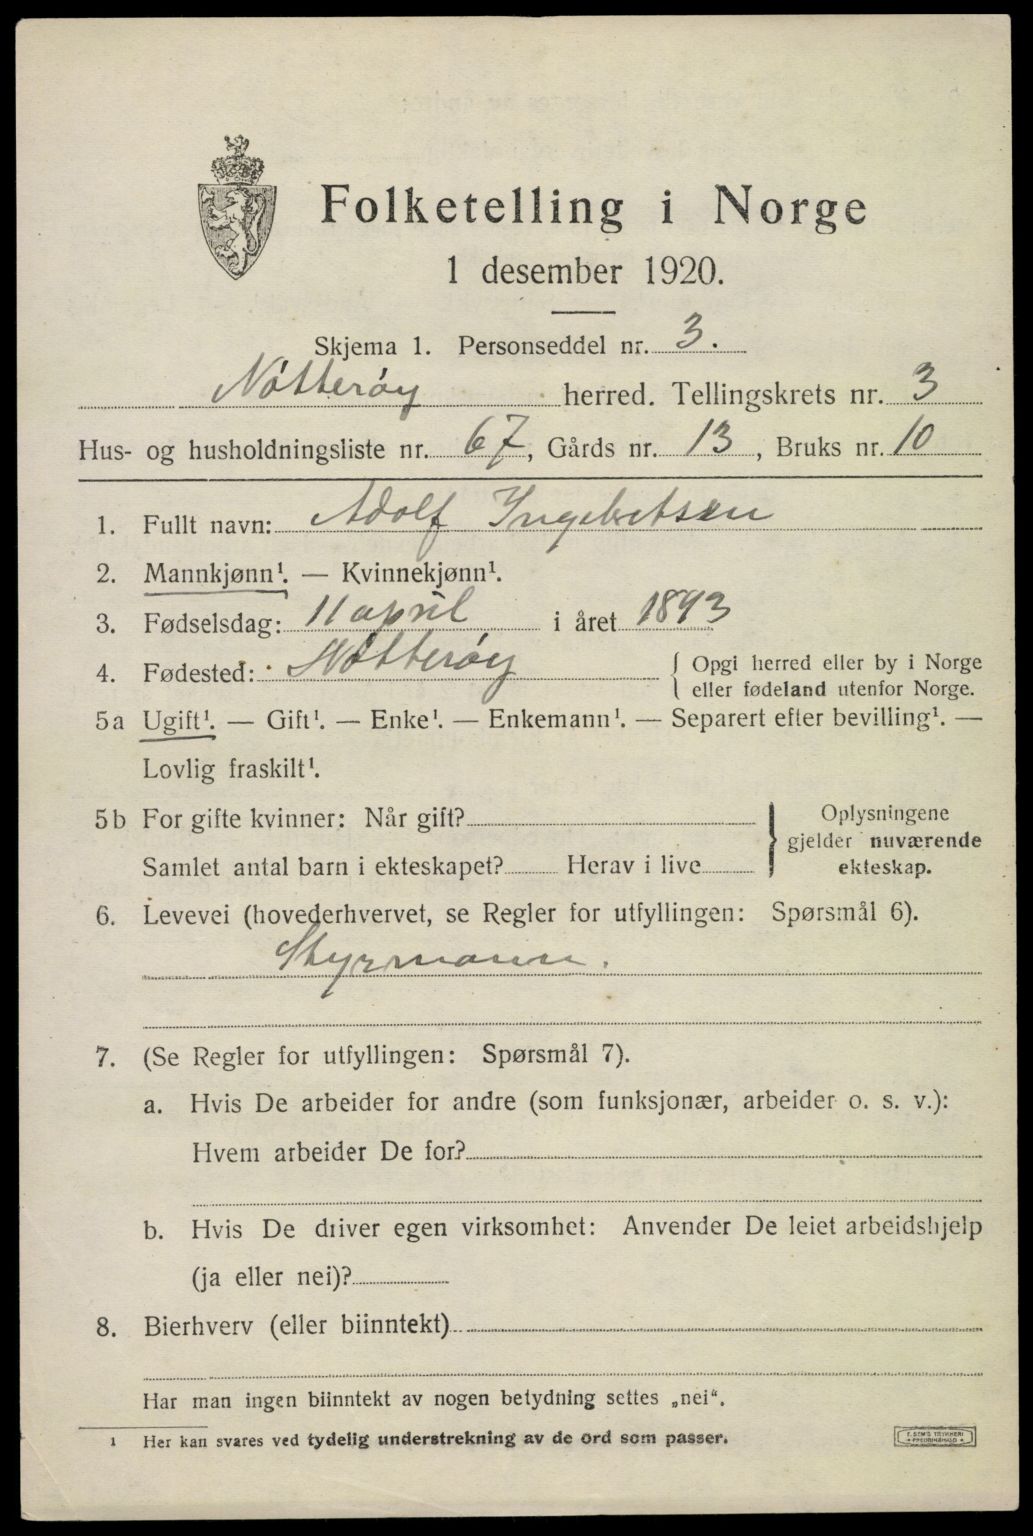 Folketelling i Norge
1 desember 1920.
Skjema 1. Personseddel nr. 3.
Nötteröy herred. Tellingskrets nr. 3
Hus- og husholdningsliste nr. 67, Gårds nr. 13, Bruks nr. 10
1. Fullt navn: Adolf Ingebretsen
2. Mannkjønn¹. — Kvinnekjønn¹.
3. Fødselsdag: 11 april i året 1893
4. Fødested: Nötteröy { Opgi herred eller by i Norge
eller fødeland utenfor Norge.
5a Ugift¹. — Gift¹. — Enke¹. — Enkemann¹. — Separert efter bevilling¹. —
Lovlig fraskilt¹.
5b For gifte kvinner: Når gift? } Oplysningene
gjelder nuværende
Samlet antal barn i ekteskapet? Herav i live ekteskap.
6. Levevei (hovederhvervet, se Regler for utfyllingen: Spørsmål 6).
Styrmann.
7. (Se Regler for utfyllingen: Spørsmål 7).
a. Hvis De arbeider for andre (som funksjonær, arbeider o. s. v.):
Hvem arbeider De for?
b. Hvis De driver egen virksomhet: Anvender De leiet arbeidshjelp
(ja eller nei)?
8. Bierhverv (eller biinntekt)
Har man ingen biinntekt av nogen betydning settes „nei“.
¹ Her kan svares ved tydelig understrekning av de ord som passer.